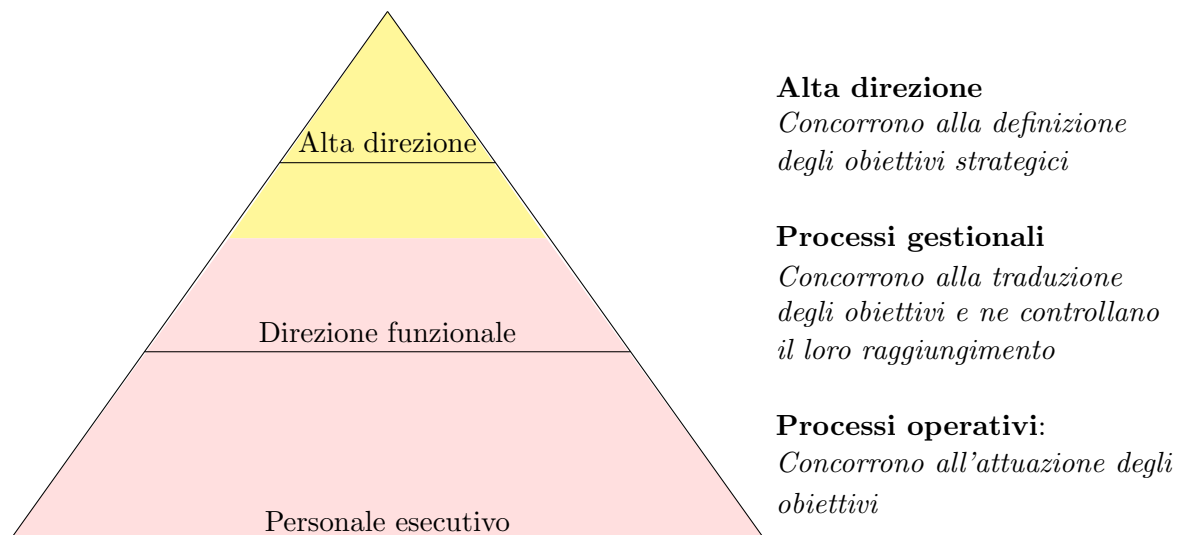 Alta direzione
Direzione funzionale
Personale esecutivo
Alta direzione
Concorrono alla definizione
degli obiettivi strategici
Processi gestionali
Concorrono alla traduzione
degli obiettivi e ne controllano
il loro raggiungimento
Processi operativi:
Concorrono all'attuazione degli
obiettivi